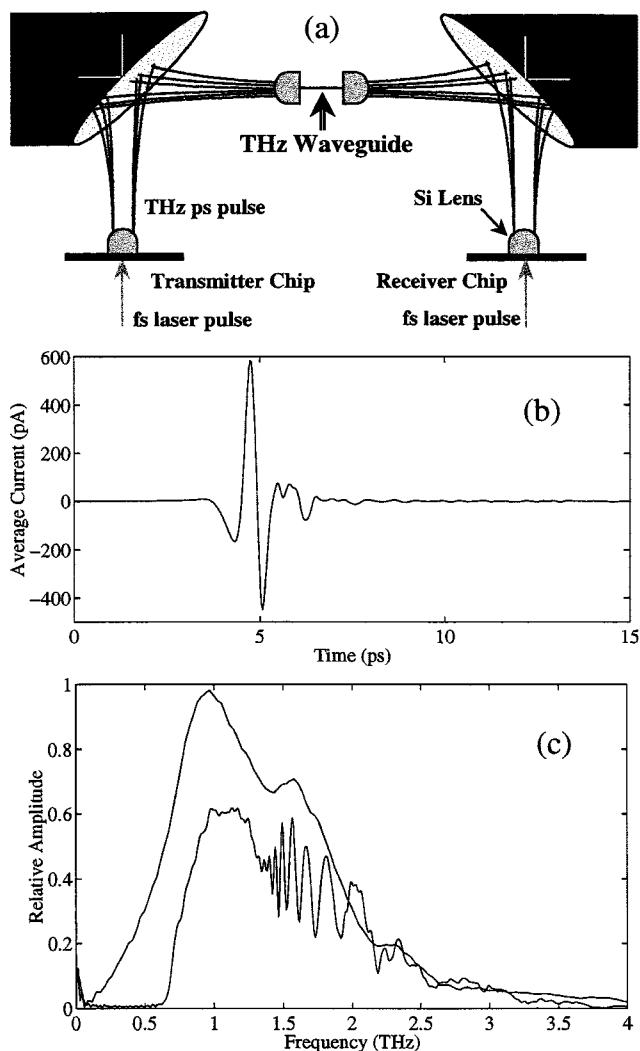 (a)
THz Waveguide
THz ps pulse
Si Lens
Transmitter Chip
Receiver Chip
fs laser pulse
fs laser pulse
(b)
Average Current (pA)
600
400
200
0
−200
−400
0
5
10
15
Time (ps)
(c)
Relative Amplitude
1
0.8
0.6
0.4
0.2
0
0
0.5
1
1.5
2
2.5
3
3.5
4
Frequency (THz)